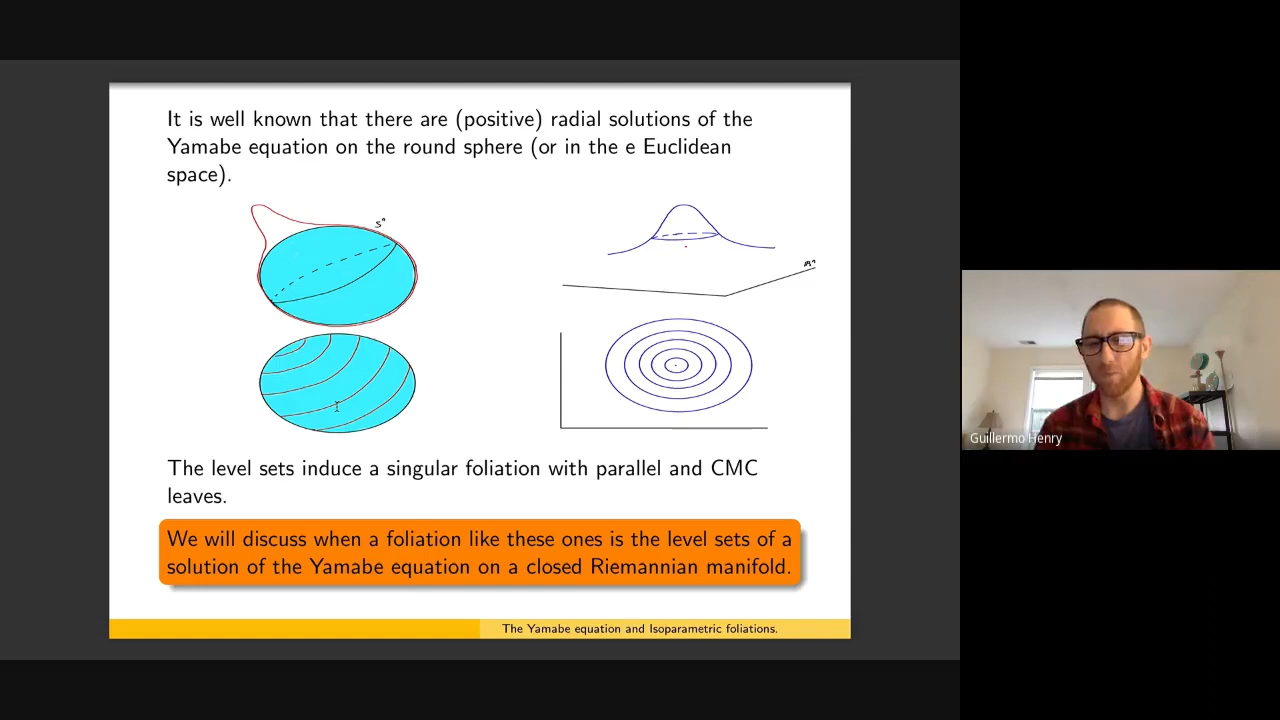 It is well known that there are (positive) radial solutions of the
Yamabe equation on the round sphere (or in the e Euclidean
space).
Sⁿ
ℝⁿ
The level sets induce a singular foliation with parallel and CMC
leaves.
We will discuss when a foliation like these ones is the level sets of a
solution of the Yamabe equation on a closed Riemannian manifold.
The Yamabe equation and Isoparametric foliations.
Guillermo Henry